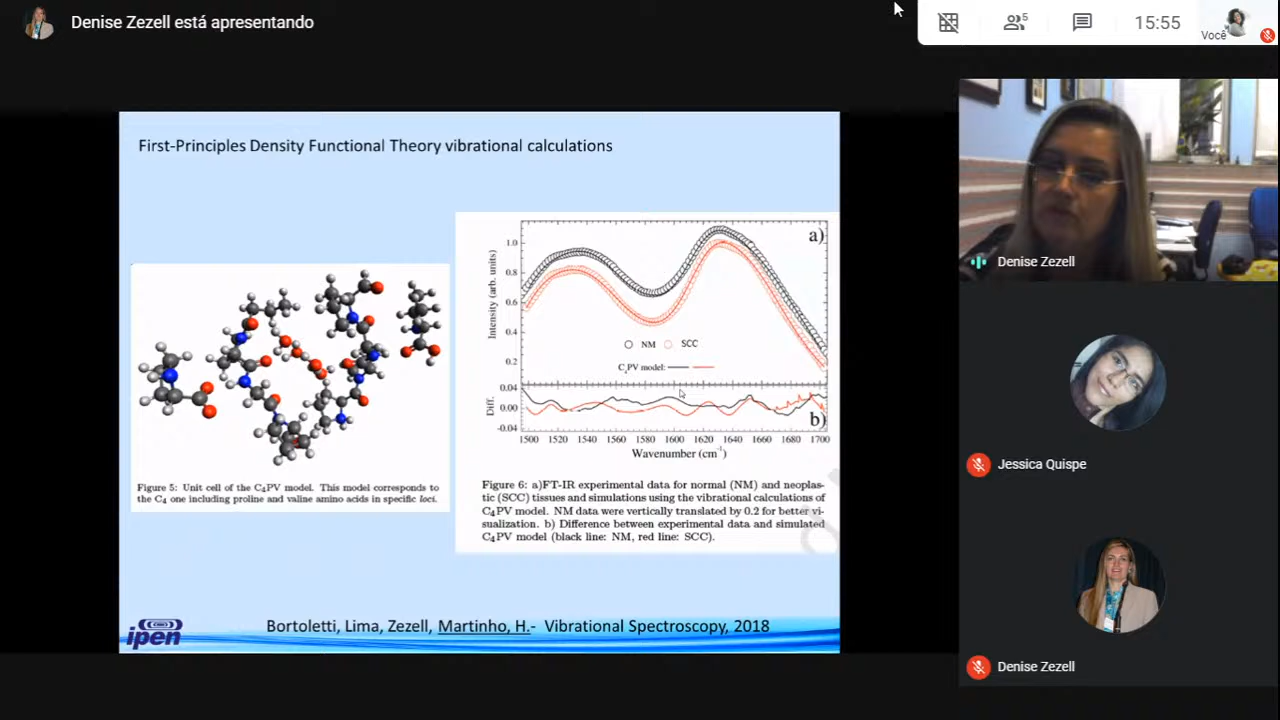 Denise Zezell está apresentando
5
15:55
Você
First-Principles Density Functional Theory vibrational calculations
Figure 5: Unit cell of the C₄PV model. This model corresponds to
the C₄ one including proline and valine amino acids in specific loci.
a)
Intensity (arb. units)
1.0
0.8
0.6
0.4
0.2
NM
SCC
C₄PV model:
0.04
0.00
-0.04
Diff.
b)
1500 1520 1540 1560 1580 1600 1620 1640 1660 1680 1700
Wavenumber (cm⁻¹)
Figure 6: a)FT-IR experimental data for normal (NM) and neoplas-
tic (SCC) tissues and simulations using the vibrational calculations of
C₄PV model. NM data were vertically translated by 0.2 for better vi-
sualization. b) Difference between experimental data and simulated
C₄PV model (black line: NM, red line: SCC).
ipen
Bortoletti, Lima, Zezell, Martinho, H.- Vibrational Spectroscopy, 2018
Denise Zezell
Jessica Quispe
Denise Zezell